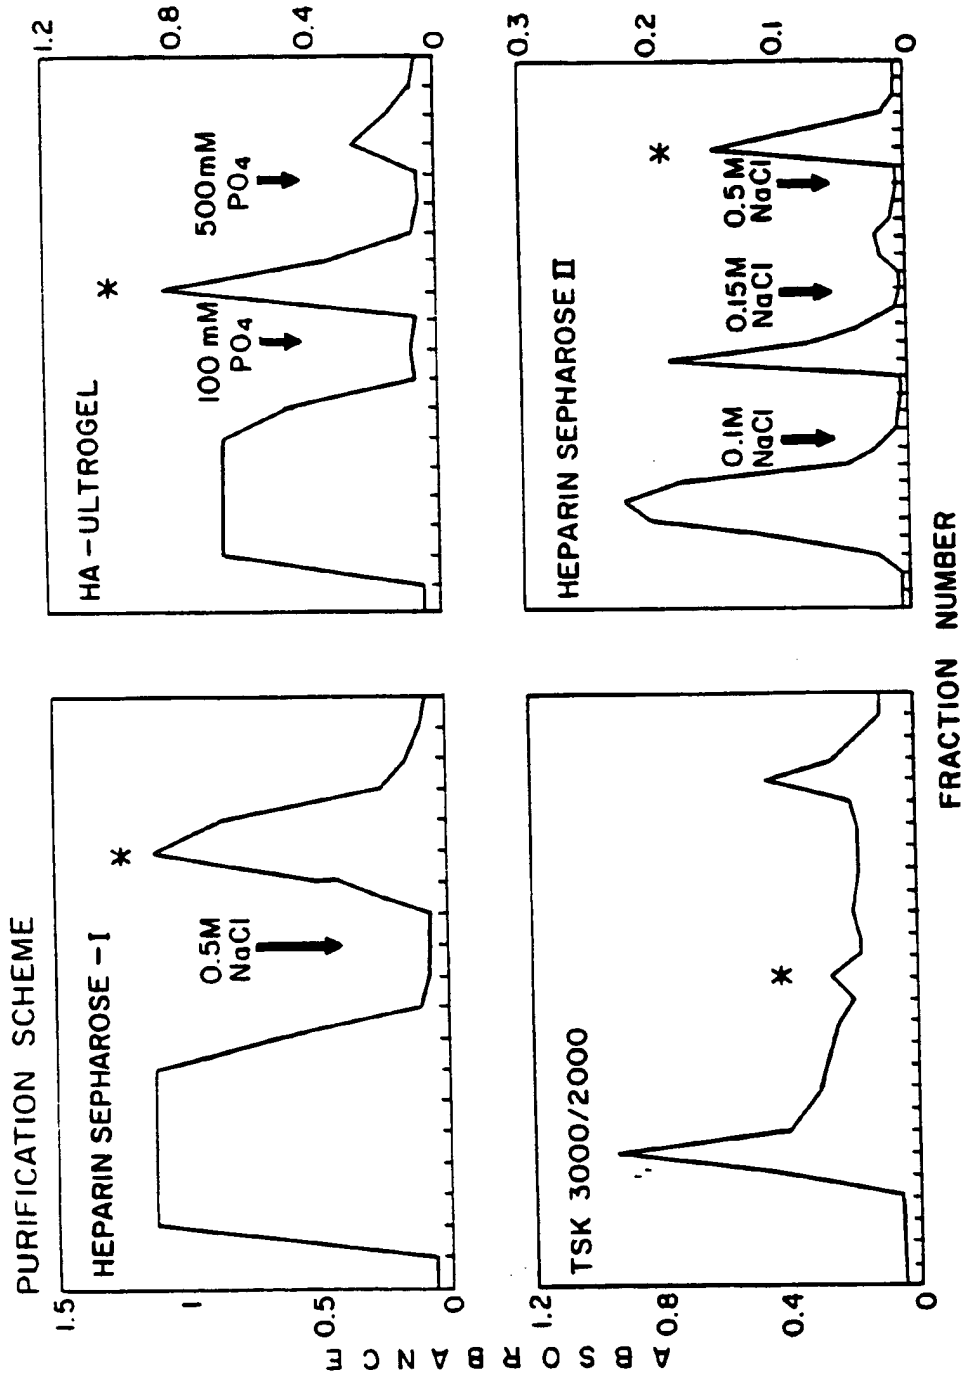 PURIFICATION SCHEME
HEPARIN SEPHAROSE - I
0.5M
NaCl
*
1.5
1
0.5
0
HA - ULTROGEL
100 mM
PO4
*
500mM
PO4
1.2
0.8
0.4
0
TSK 3000/2000
*
1.2
0.8
0.4
0
HEPARIN SEPHAROSE II
0.1M
NaCl
0.15M
NaCl
0.5M
NaCl
*
0.3
0.2
0.1
0
ABSORBANCE
FRACTION NUMBER